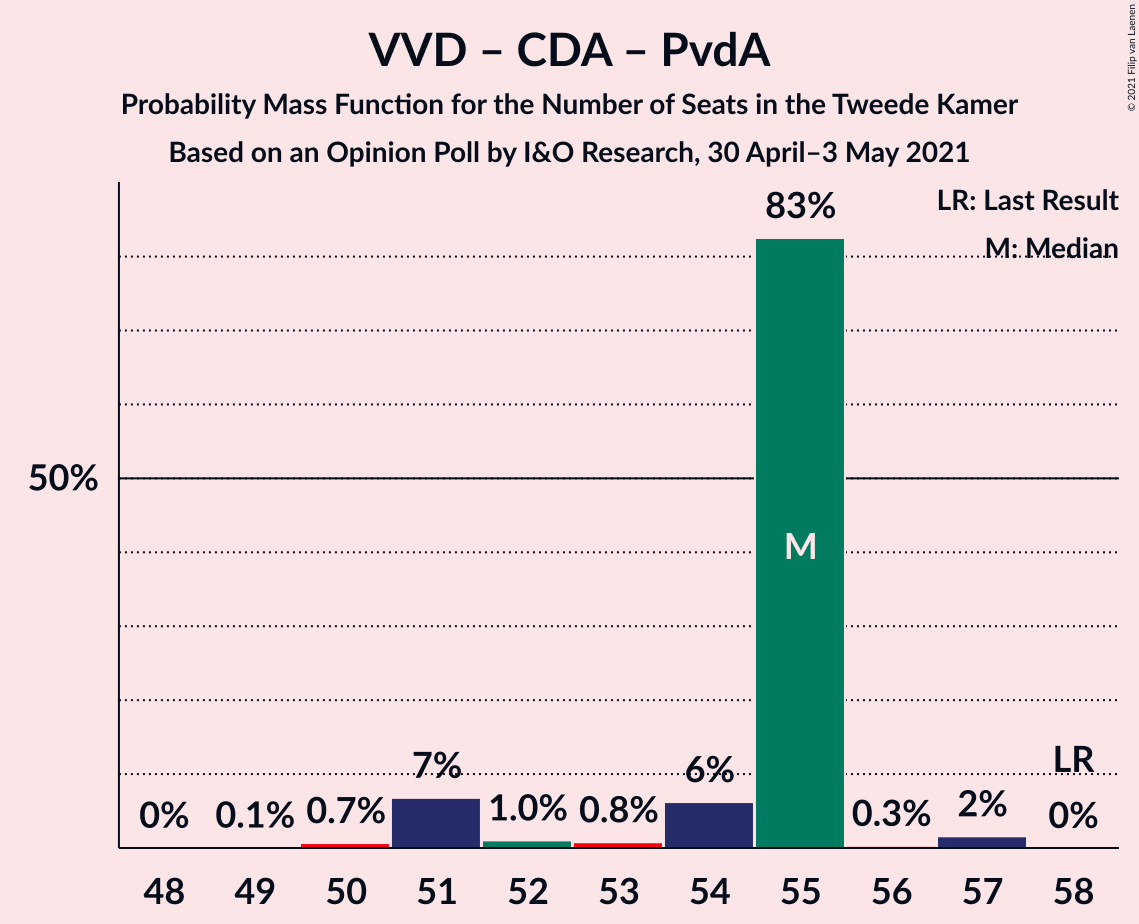 VVD – CDA – PvdA
Probability Mass Function for the Number of Seats in the Tweede Kamer
Based on an Opinion Poll by I&O Research, 30 April–3 May 2021
© 2021 Filip van Laenen
LR: Last Result
M: Median
83%
50%
M
7%
6%
LR
0%
0.1%
0.7%
1.0%
0.8%
0.3%
2%
0%
48 49 50 51 52 53 54 55 56 57 58